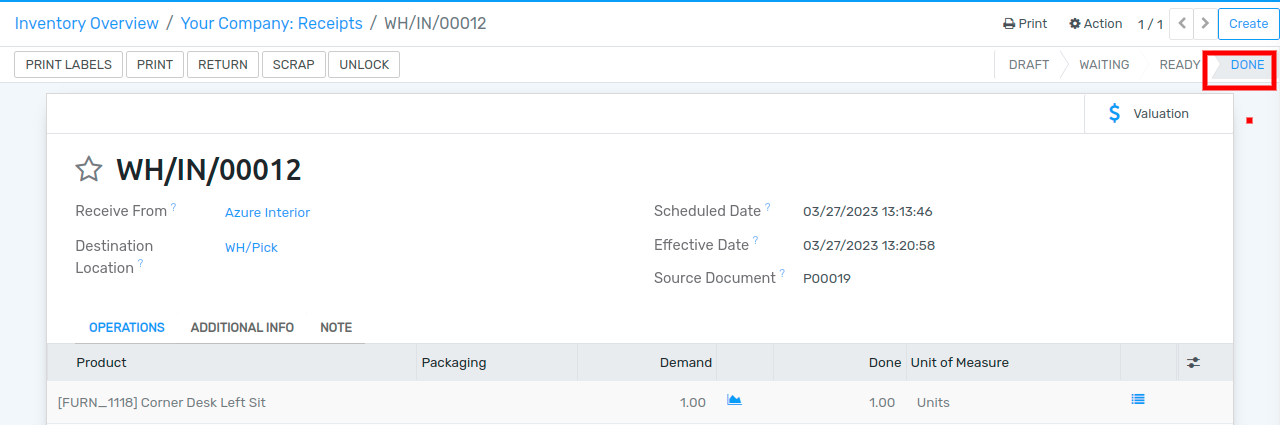 Inventory Overview / Your Company: Receipts / WH/IN/00012
Print Action 1 / 1 Create
PRINT LABELS PRINT RETURN SCRAP UNLOCK DRAFT WAITING READY DONE
$ Valuation
WH/IN/00012
Receive From ? Azure Interior Scheduled Date ? 03/27/2023 13:13:46
Destination Location ? WH/Pick Effective Date ? 03/27/2023 13:20:58
Source Document ? P00019
OPERATIONS ADDITIONAL INFO NOTE
Product Packaging Demand Done Unit of Measure
[FURN_1118] Corner Desk Left Sit 1.00 1.00 Units